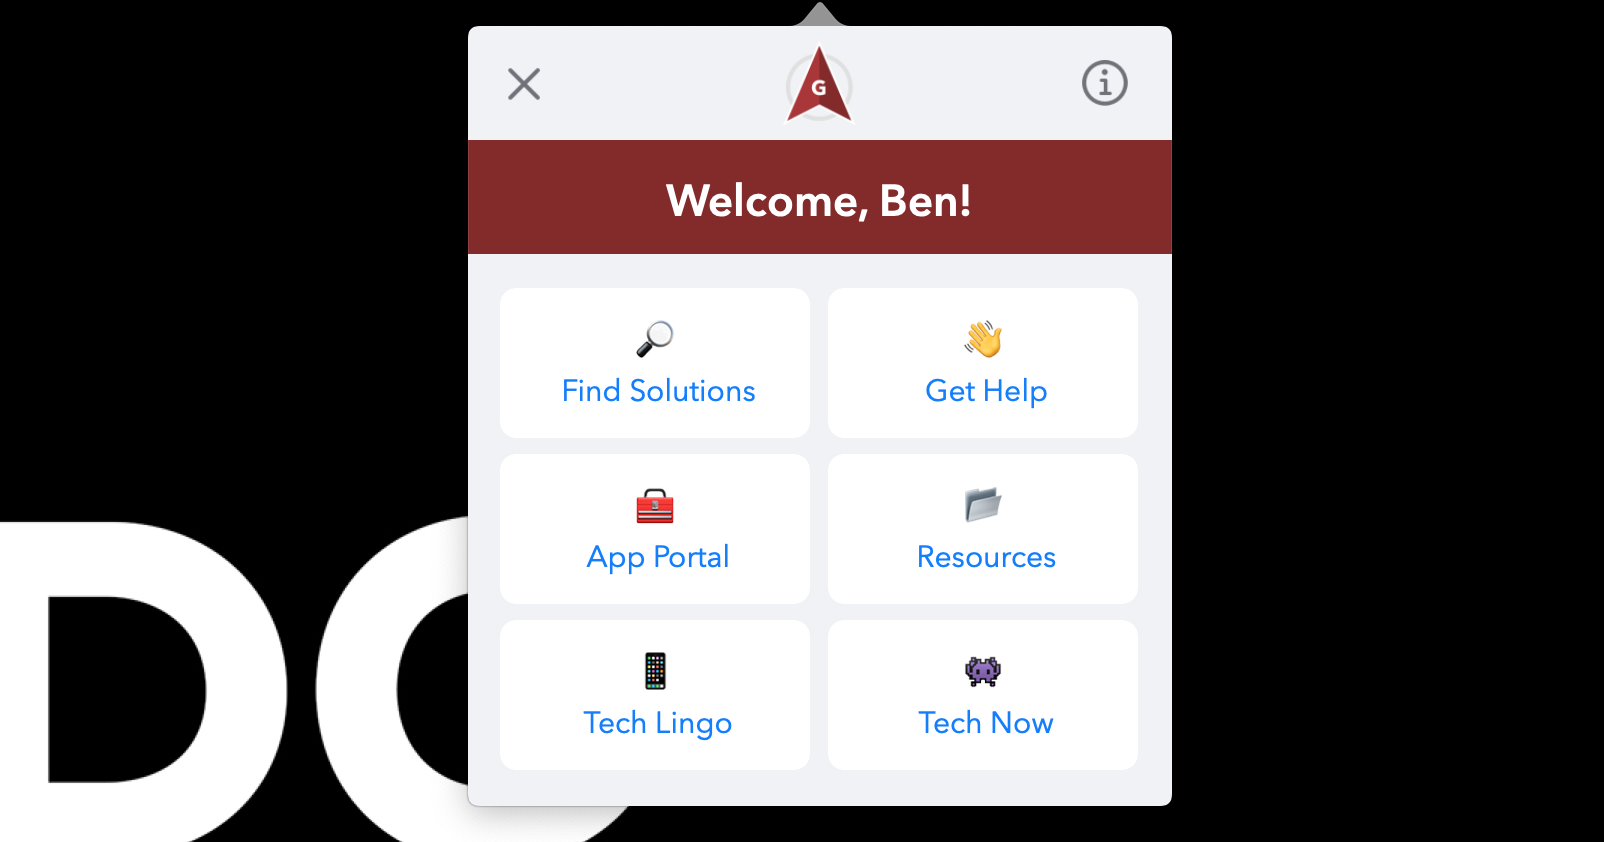 G
Welcome, Ben!
Find Solutions
Get Help
App Portal
Resources
Tech Lingo
Tech Now
DO